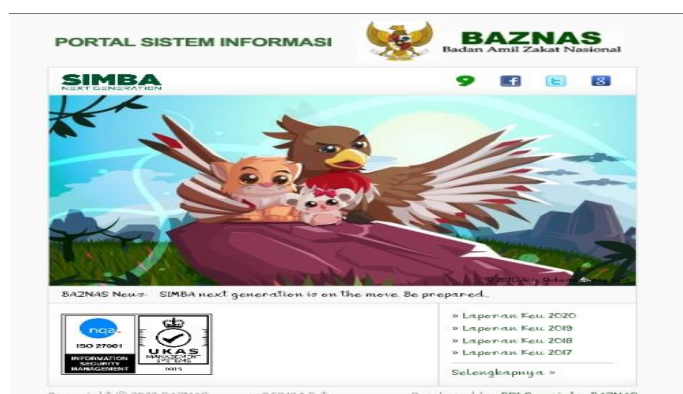 PORTAL SISTEM INFORMASI
BAZNAS
Badan Amil Zakat Nasional
SIMBA
NEXT GENERATION
BAZNAS News: SIMBA next generation is on the move. Be prepared.
nqa.
ISO 27001
INFORMATION
SECURITY
MANAGEMENT
UKAS
MANAGEMENT
SYSTEMS
0015
» Laporan Keu 2020
» Laporan Keu 2019
» Laporan Keu 2018
» Laporan Keu 2017
Selengkapnya »